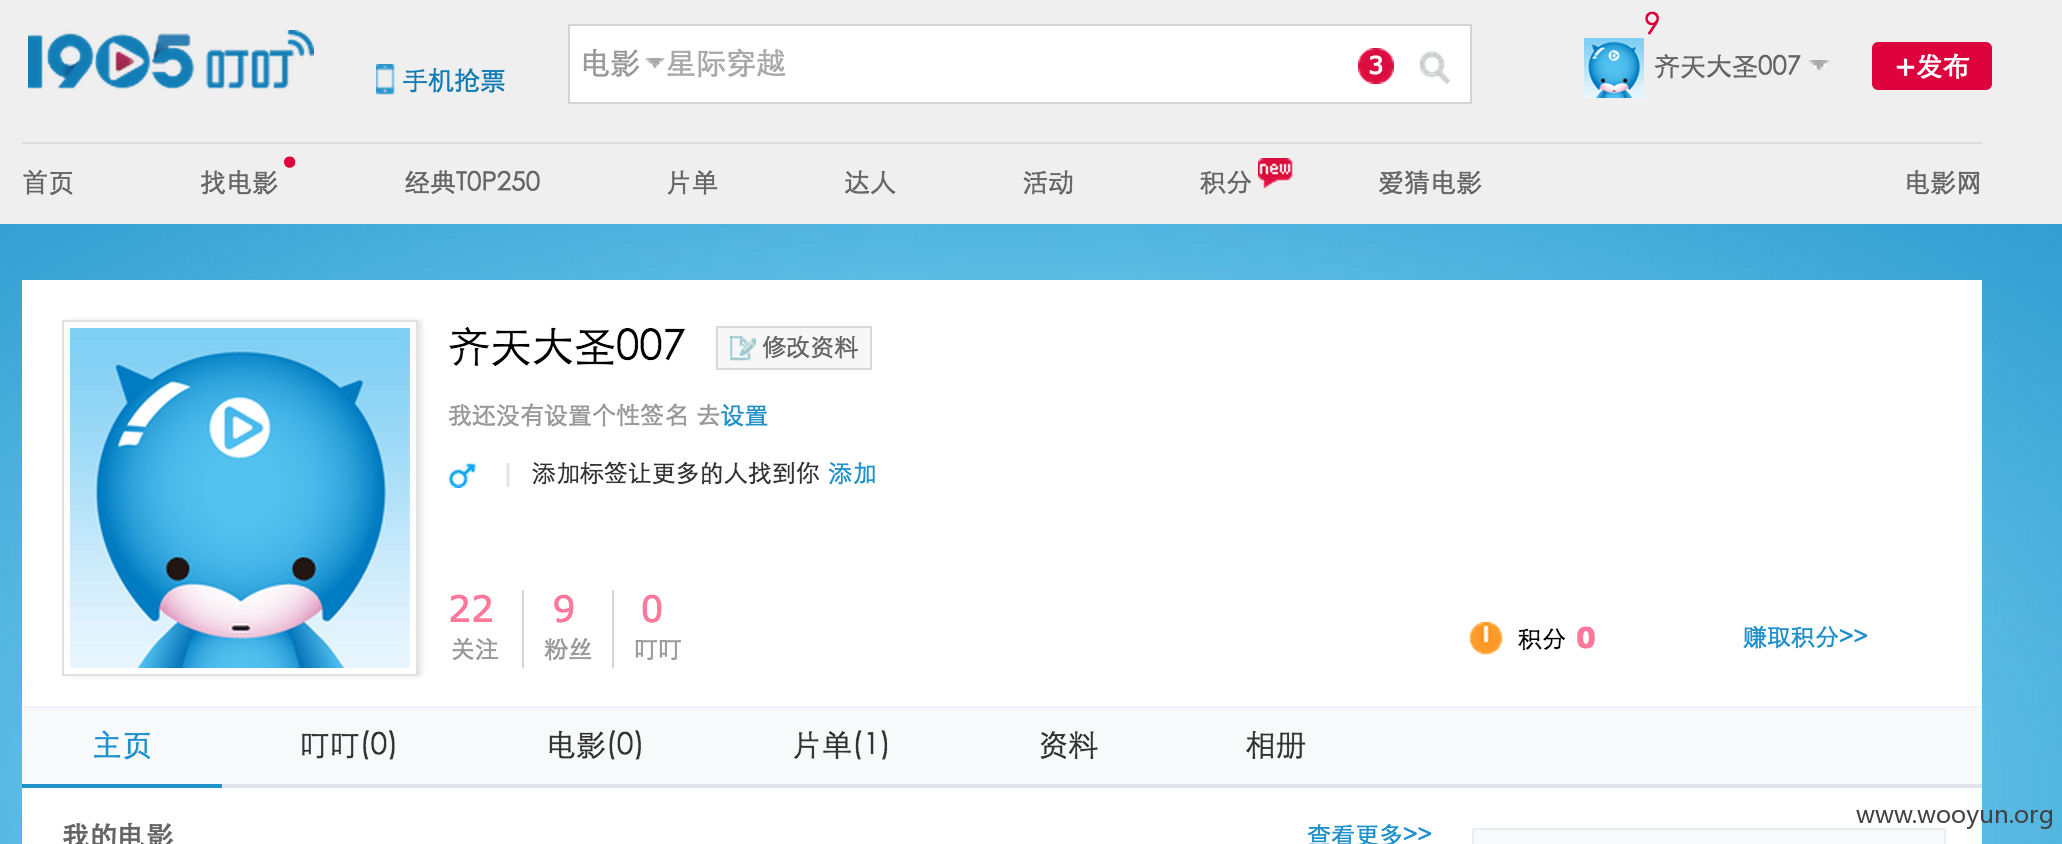 1905叮叮
手机抢票
电影 星际穿越
3
9
齐天大圣007
+发布
首页 找电影 经典TOP250 片单 达人 活动 积分 new 爱猜电影 电影网
齐天大圣007 修改资料
我还没有设置个性签名 去设置
添加标签让更多的人找到你 添加
22 9 0
关注 粉丝 叮叮
积分 0 赚取积分>>
主页 叮叮(0) 电影(0) 片单(1) 资料 相册
我的电影 查看更多>>
www.wooyun.org